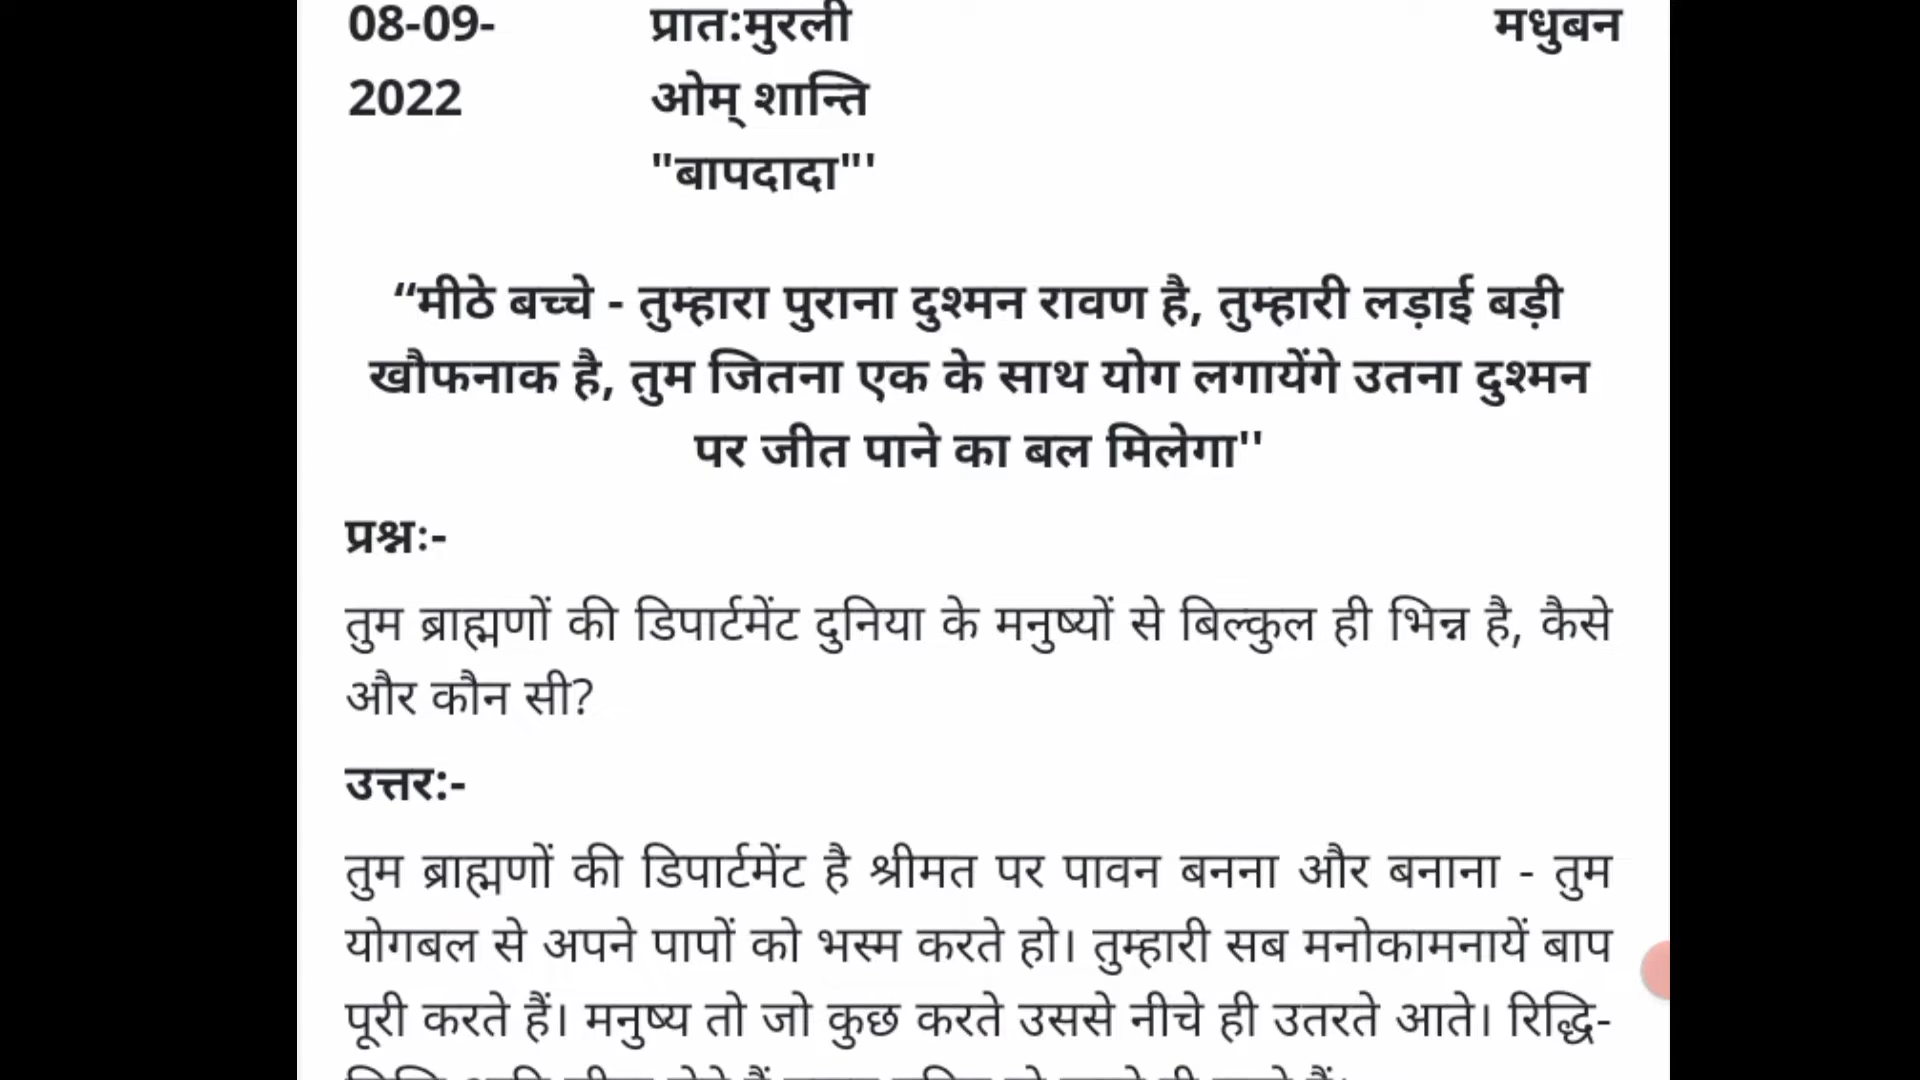 08-09- प्रात:मुरली मधुबन
2022 ओम् शान्ति
"बापदादा"'
“मीठे बच्चे - तुम्हारा पुराना दुश्मन रावण है, तुम्हारी लड़ाई बड़ी
खौफनाक है, तुम जितना एक के साथ योग लगायेंगे उतना दुश्मन
पर जीत पाने का बल मिलेगा''
प्रश्नः-
तुम ब्राह्मणों की डिपार्टमेंट दुनिया के मनुष्यों से बिल्कुल ही भिन्न है, कैसे
और कौन सी?
उत्तर:-
तुम ब्राह्मणों की डिपार्टमेंट है श्रीमत पर पावन बनना और बनाना - तुम
योगबल से अपने पापों को भस्म करते हो। तुम्हारी सब मनोकामनायें बाप
पूरी करते हैं। मनुष्य तो जो कुछ करते उससे नीचे ही उतरते आते। रिद्धि-